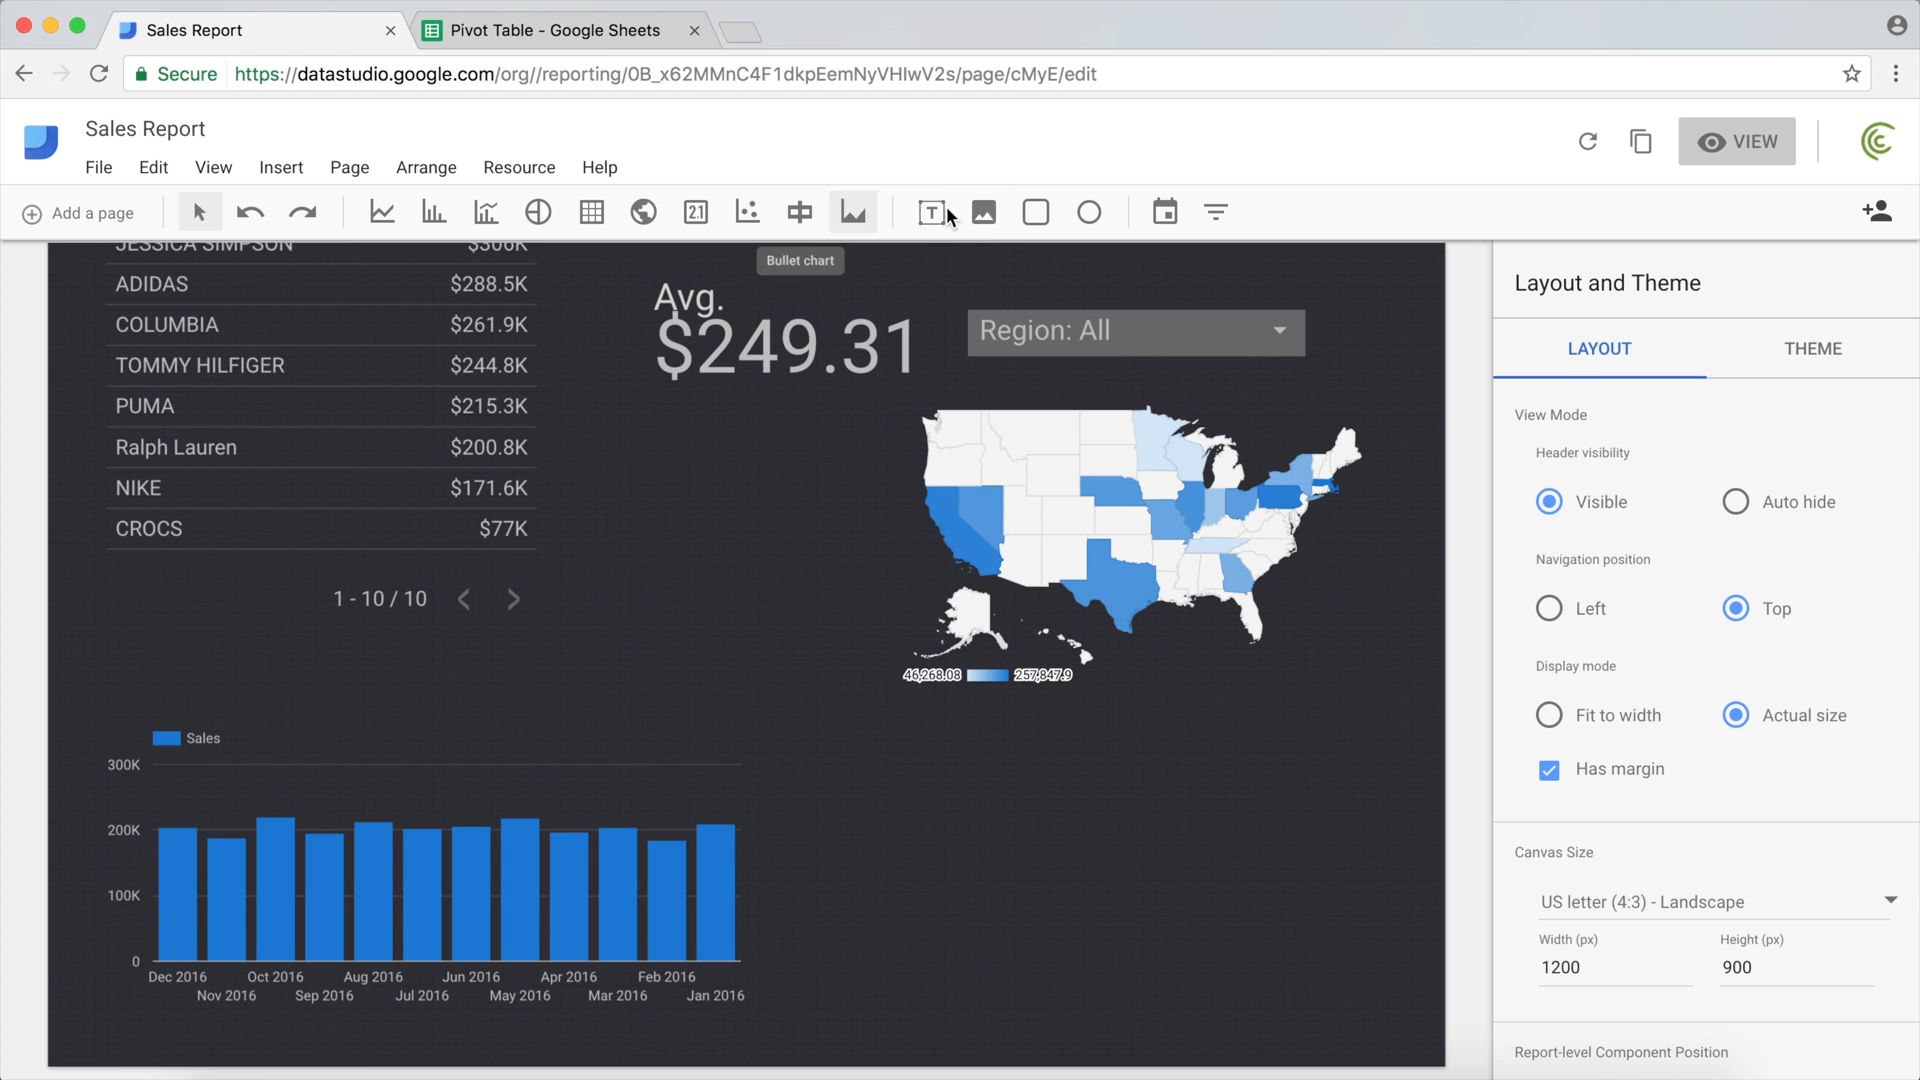 Sales Report
Pivot Table - Google Sheets
Secure
https://datastudio.google.com/org//reporting/0B_x62MMnC4F1dkpEemNyVHIwV2s/page/cMyE/edit
Sales Report
VIEW
File Edit View Insert Page Arrange Resource Help
Add a page
2.1
T
JESSICA SIMPSON $306K
Bullet chart
ADIDAS $288.5K
COLUMBIA $261.9K
TOMMY HILFIGER $244.8K
PUMA $215.3K
Ralph Lauren $200.8K
NIKE $171.6K
CROCS $77K
1 - 10 / 10
Avg.
$249.31
Region: All
46,268.08 257,847.9
Sales
300K
200K
100K
0
Dec 2016 Oct 2016 Aug 2016 Jun 2016 Apr 2016 Feb 2016
Nov 2016 Sep 2016 Jul 2016 May 2016 Mar 2016 Jan 2016
Layout and Theme
LAYOUT THEME
View Mode
Header visibility
Visible Auto hide
Navigation position
Left Top
Display mode
Fit to width Actual size
Has margin
Canvas Size
US letter (4:3) - Landscape
Width (px) Height (px)
1200 900
Report-level Component Position